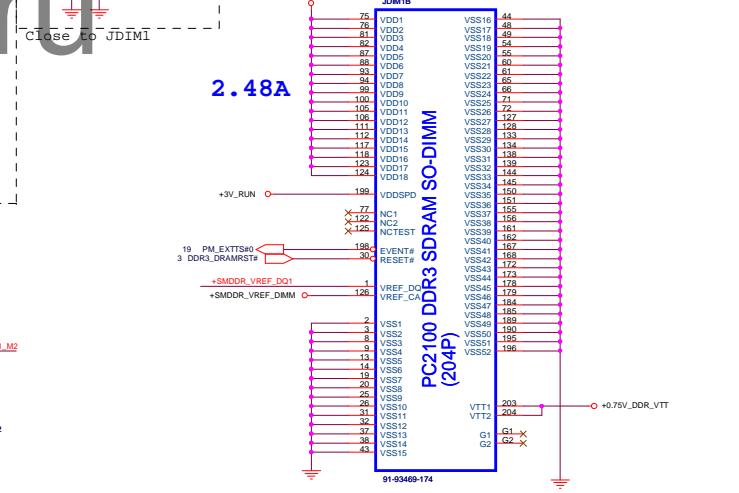 JDIM1B
ru
Close to JDIM1
2.48A
75 VDD1
76 VDD2
81 VDD3
82 VDD4
87 VDD5
88 VDD6
93 VDD7
94 VDD8
99 VDD9
100 VDD10
105 VDD11
106 VDD12
111 VDD13
112 VDD14
117 VDD15
118 VDD16
123 VDD17
124 VDD18
+3V_RUN 199 VDDSPD
77 NC1
122 NC2
125 NCTEST
19 PM_EXTTS#0 198 EVENT#
3 DDR3_DRAMRST# 30 RESET#
+SMDDR_VREF_DQ1 1 VREF_DQ
+SMDDR_VREF_DIMM 126 VREF_CA
2 VSS1
3 VSS2
8 VSS3
9 VSS4
13 VSS5
14 VSS6
19 VSS7
20 VSS8
25 VSS9
26 VSS10
31 VSS11
32 VSS12
37 VSS13
38 VSS14
43 VSS15
PC2100 DDR3 SDRAM SO-DIMM
(204P)
VSS16 44
VSS17 48
VSS18 49
VSS19 54
VSS20 55
VSS21 60
VSS22 61
VSS23 65
VSS24 66
VSS25 71
VSS26 72
VSS27 127
VSS28 128
VSS29 133
VSS30 134
VSS31 138
VSS32 139
VSS33 144
VSS34 145
VSS35 150
VSS36 151
VSS37 155
VSS38 156
VSS39 161
VSS40 162
VSS41 167
VSS42 168
VSS43 172
VSS44 173
VSS45 178
VSS46 179
VSS47 184
VSS48 185
VSS49 189
VSS50 190
VSS51 195
VSS52 196
VTT1 203 +0.75V_DDR_VTT
VTT2 204
G1 G1
G2 G2
91-93469-174
_M2